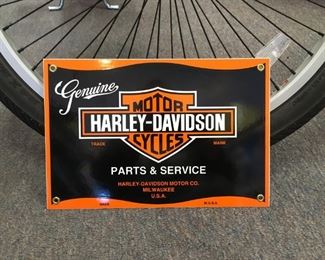 Genuine
MOTOR
HARLEY-DAVIDSON
CYCLES
TRADE MARK
PARTS & SERVICE
HARLEY-DAVIDSON MOTOR CO.
MILWAUKEE
U.S.A.